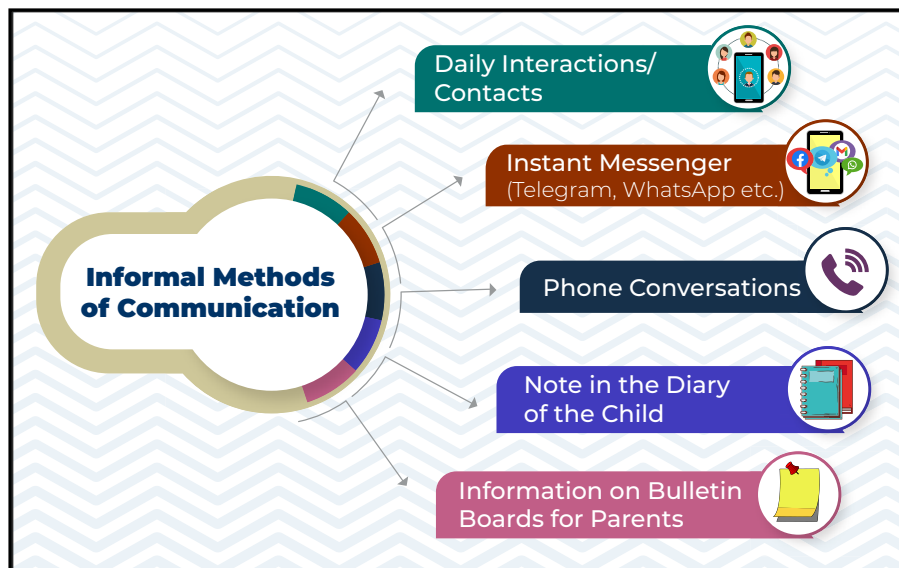 Informal Methods
of Communication
Daily Interactions/
Contacts
Instant Messenger
(Telegram, WhatsApp etc.)
Phone Conversations
Note in the Diary
of the Child
Information on Bulletin
Boards for Parents